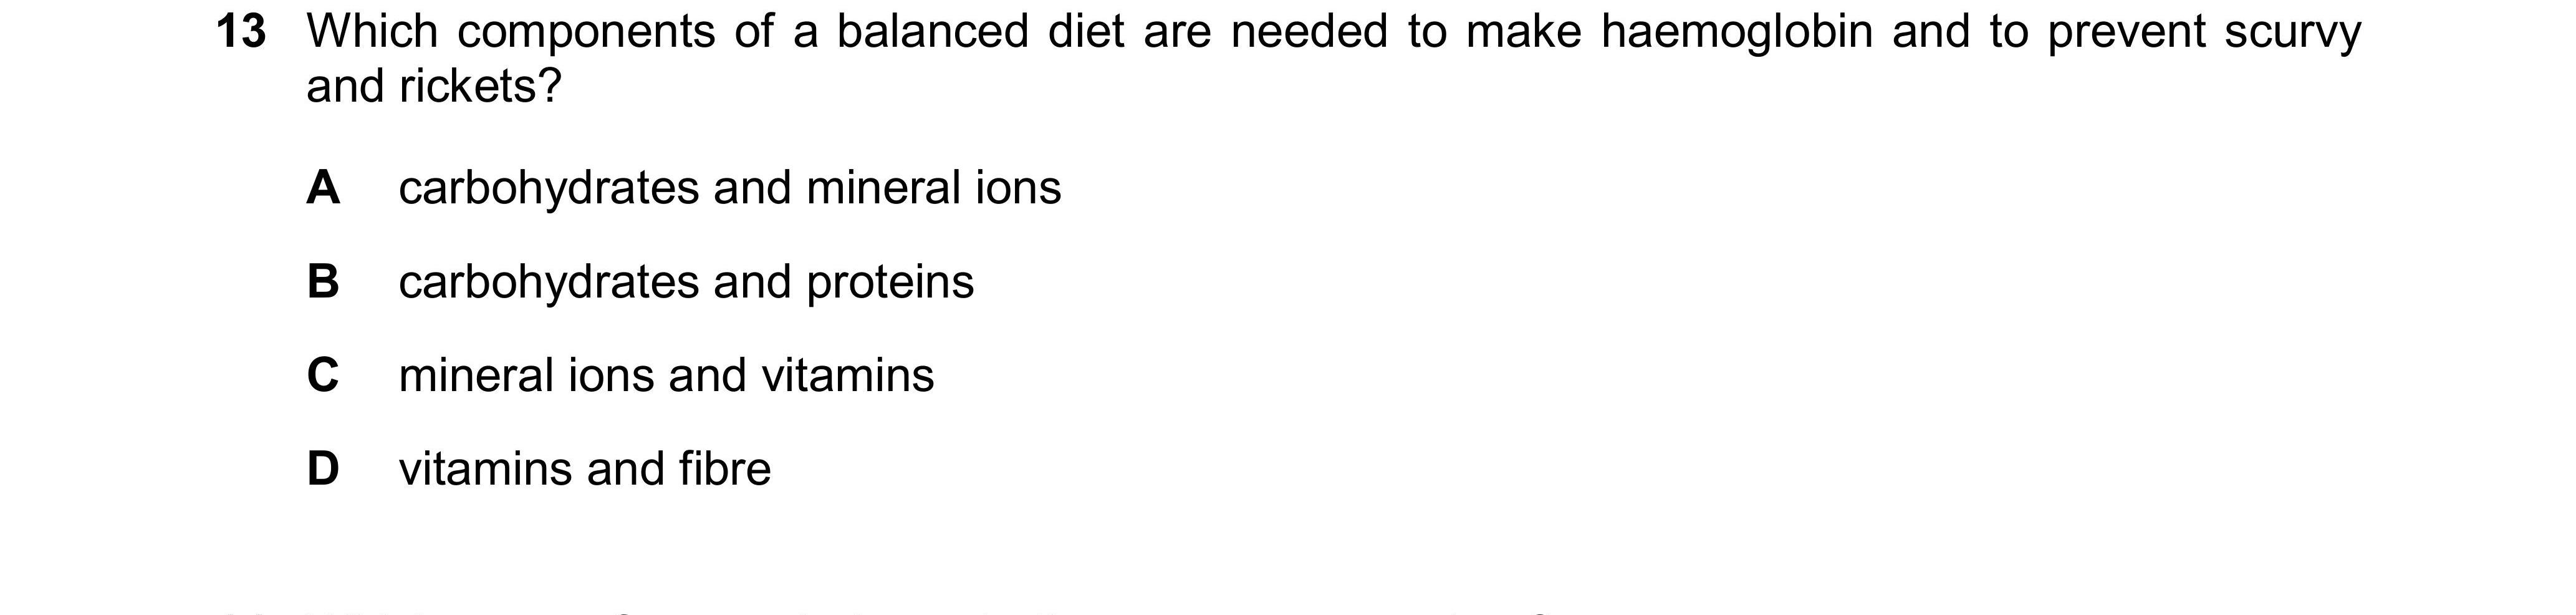 13 Which components of a balanced diet are needed to make haemoglobin and to prevent scurvy
and rickets?
A carbohydrates and mineral ions
B carbohydrates and proteins
C mineral ions and vitamins
D vitamins and fibre